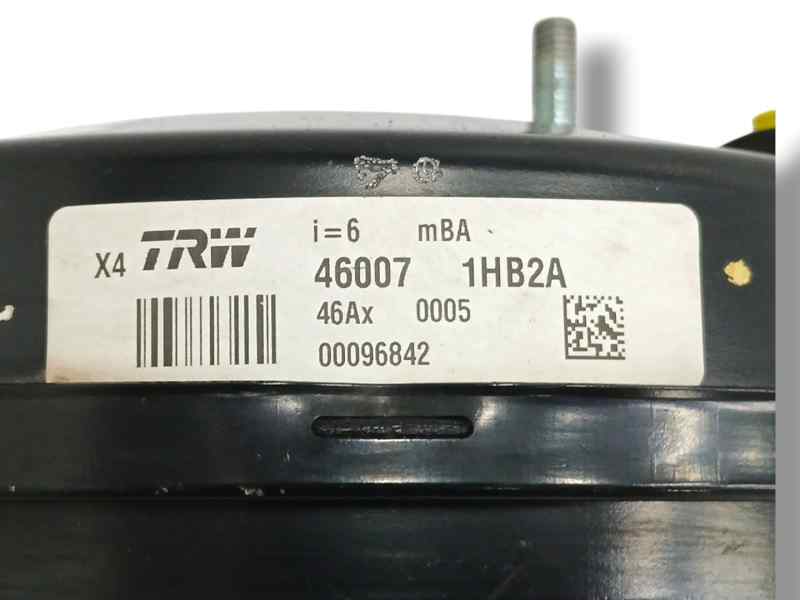 i=6 mBA
X4 TRW
46007 1HB2A
46Ax 0005
00096842